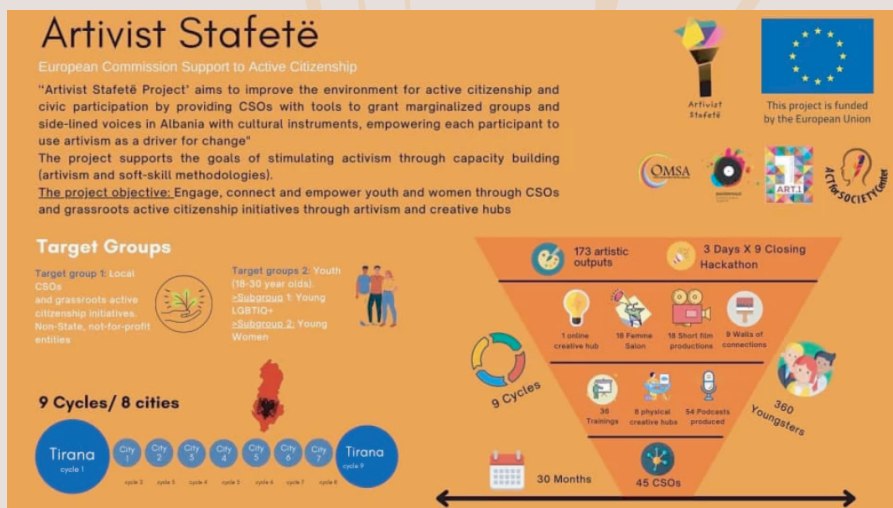 Artivist Stafetë
European Commission Support to Active Citizenship
"'Artivist Stafetë Project' aims to improve the environment for active citizenship and
civic participation by providing CSOs with tools to grant marginalized groups and
side-lined voices in Albania with cultural instruments, empowering each participant to
use artivism as a driver for change"
The project supports the goals of stimulating activism through capacity building
(artivism and soft-skill methodologies).
The project objective: Engage, connect and empower youth and women through CSOs
and grassroots active citizenship initiatives through artivism and creative hubs
Artivist
Stafetë
This project is funded
by the European Union
OMSA
1
ART.1
ACT for SOCIETY Center
Target Groups
Target group 1: Local
CSOs
and grassroots active
citizenship initiatives.
Non-State, not-for-profit
entities
Target groups 2: Youth
(18-30 year olds).
>Subgroup 1: Young
LGBTIQ+
>Subgroup 2: Young
Women
9 Cycles/ 8 cities
Tirana
cycle 1
City
1
City
2
City
3
City
4
City
5
City
6
City
7
Tirana
cycle 9
cycle 2
cycle 3
cycle 4
cycle 5
cycle 6
cycle 7
cycle 8
173 artistic
outputs
3 Days X 9 Closing
Hackathon
1 online
creative hub
18 Femme
Salon
18 Short film
productions
9 Walls of
connections
9 Cycles
36
Trainings
8 physical
creative hubs
54 Podcasts
produced
360
Youngsters
30 Months
45 CSOs